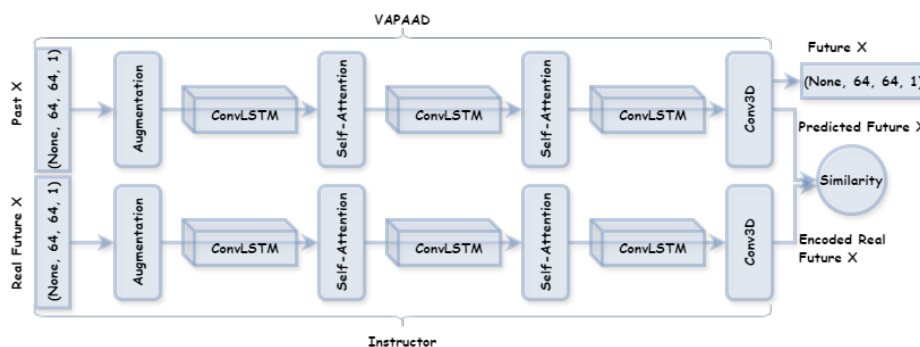 VAPAAD
Past X
(None, 64, 64, 1)
Augmentation
ConvLSTM
Self-Attention
ConvLSTM
Self-Attention
ConvLSTM
Conv3D
Future X
(None, 64, 64, 1)
Predicted Future X
Similarity
Real Future X
(None, 64, 64, 1)
Augmentation
ConvLSTM
Self-Attention
ConvLSTM
Self-Attention
ConvLSTM
Conv3D
Encoded Real
Future X
Instructor